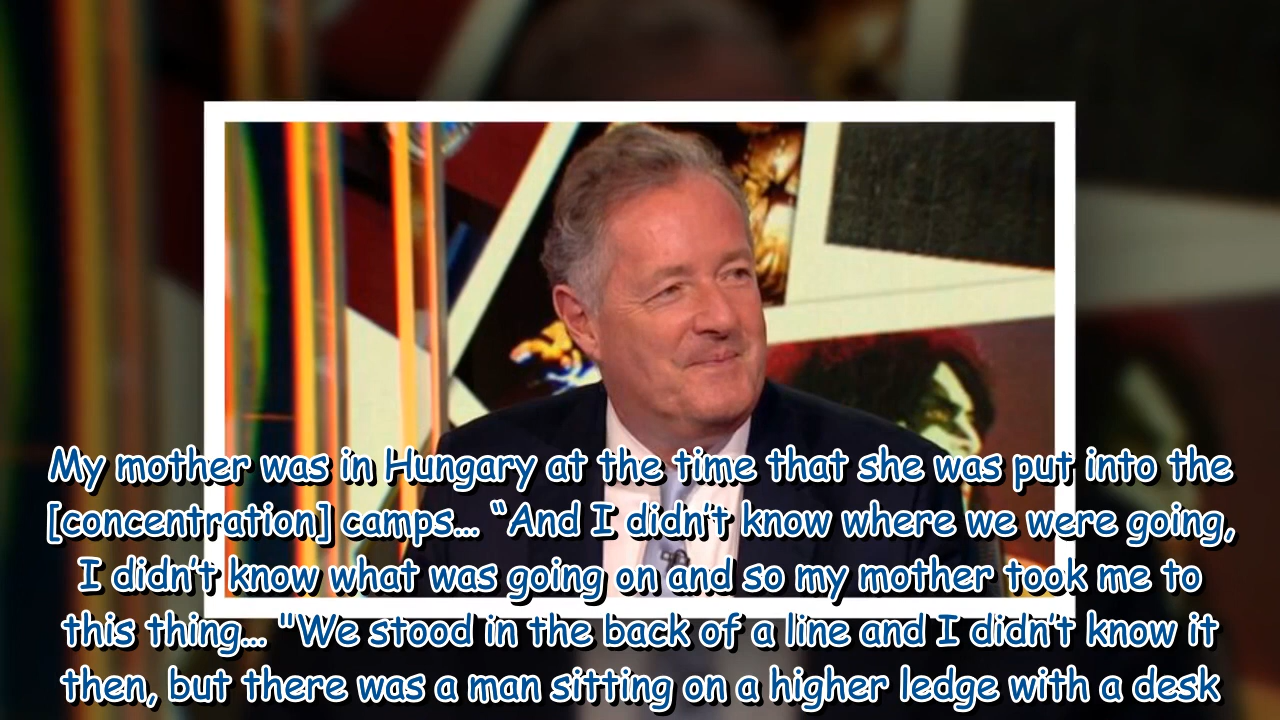 My mother was in Hungary at the time that she was put into the
[concentration] camps... “And I didn’t know where we were going,
I didn’t know what was going on and so my mother took me to
this thing... "We stood in the back of a line and I didn’t know it
then, but there was a man sitting on a higher ledge with a desk